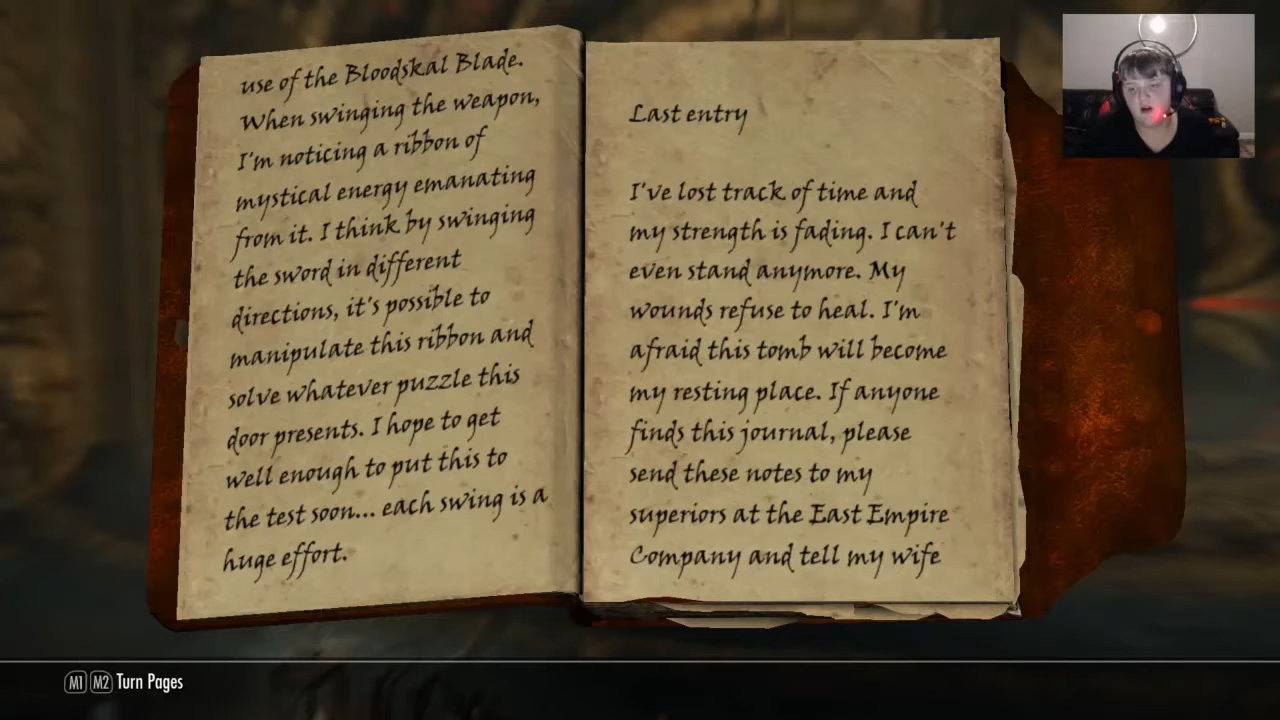 use of the Bloodskal Blade.
When swinging the weapon,
I'm noticing a ribbon of
mystical energy emanating
from it. I think by swinging
the sword in different
directions, it's possible to
manipulate this ribbon and
solve whatever puzzle this
door presents. I hope to get
well enough to put this to
the test soon... each swing is a
huge effort.
Last entry
I've lost track of time and
my strength is fading. I can't
even stand anymore. My
wounds refuse to heal. I'm
afraid this tomb will become
my resting place. If anyone
finds this journal, please
send these notes to my
superiors at the East Empire
Company and tell my wife
M1 M2 Turn Pages